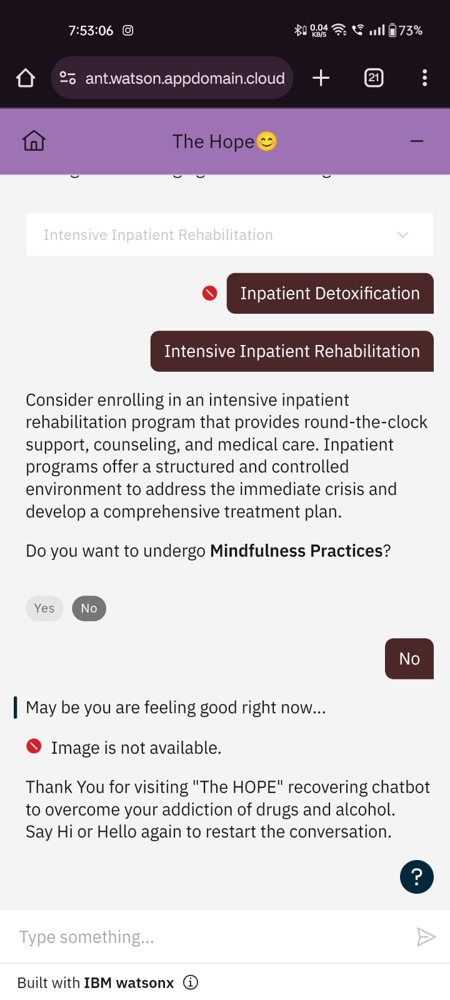 7:53:06
0.04
KB/S
73%
ant.watson.appdomain.cloud
21
The Hope😊
Intensive Inpatient Rehabilitation
Inpatient Detoxification
Intensive Inpatient Rehabilitation
Consider enrolling in an intensive inpatient
rehabilitation program that provides round-the-clock
support, counseling, and medical care. Inpatient
programs offer a structured and controlled
environment to address the immediate crisis and
develop a comprehensive treatment plan.
Do you want to undergo Mindfulness Practices?
Yes
No
No
May be you are feeling good right now...
Image is not available.
Thank You for visiting "The HOPE" recovering chatbot
to overcome your addiction of drugs and alcohol.
Say Hi or Hello again to restart the conversation.
?
Type something...
Built with IBM watsonx